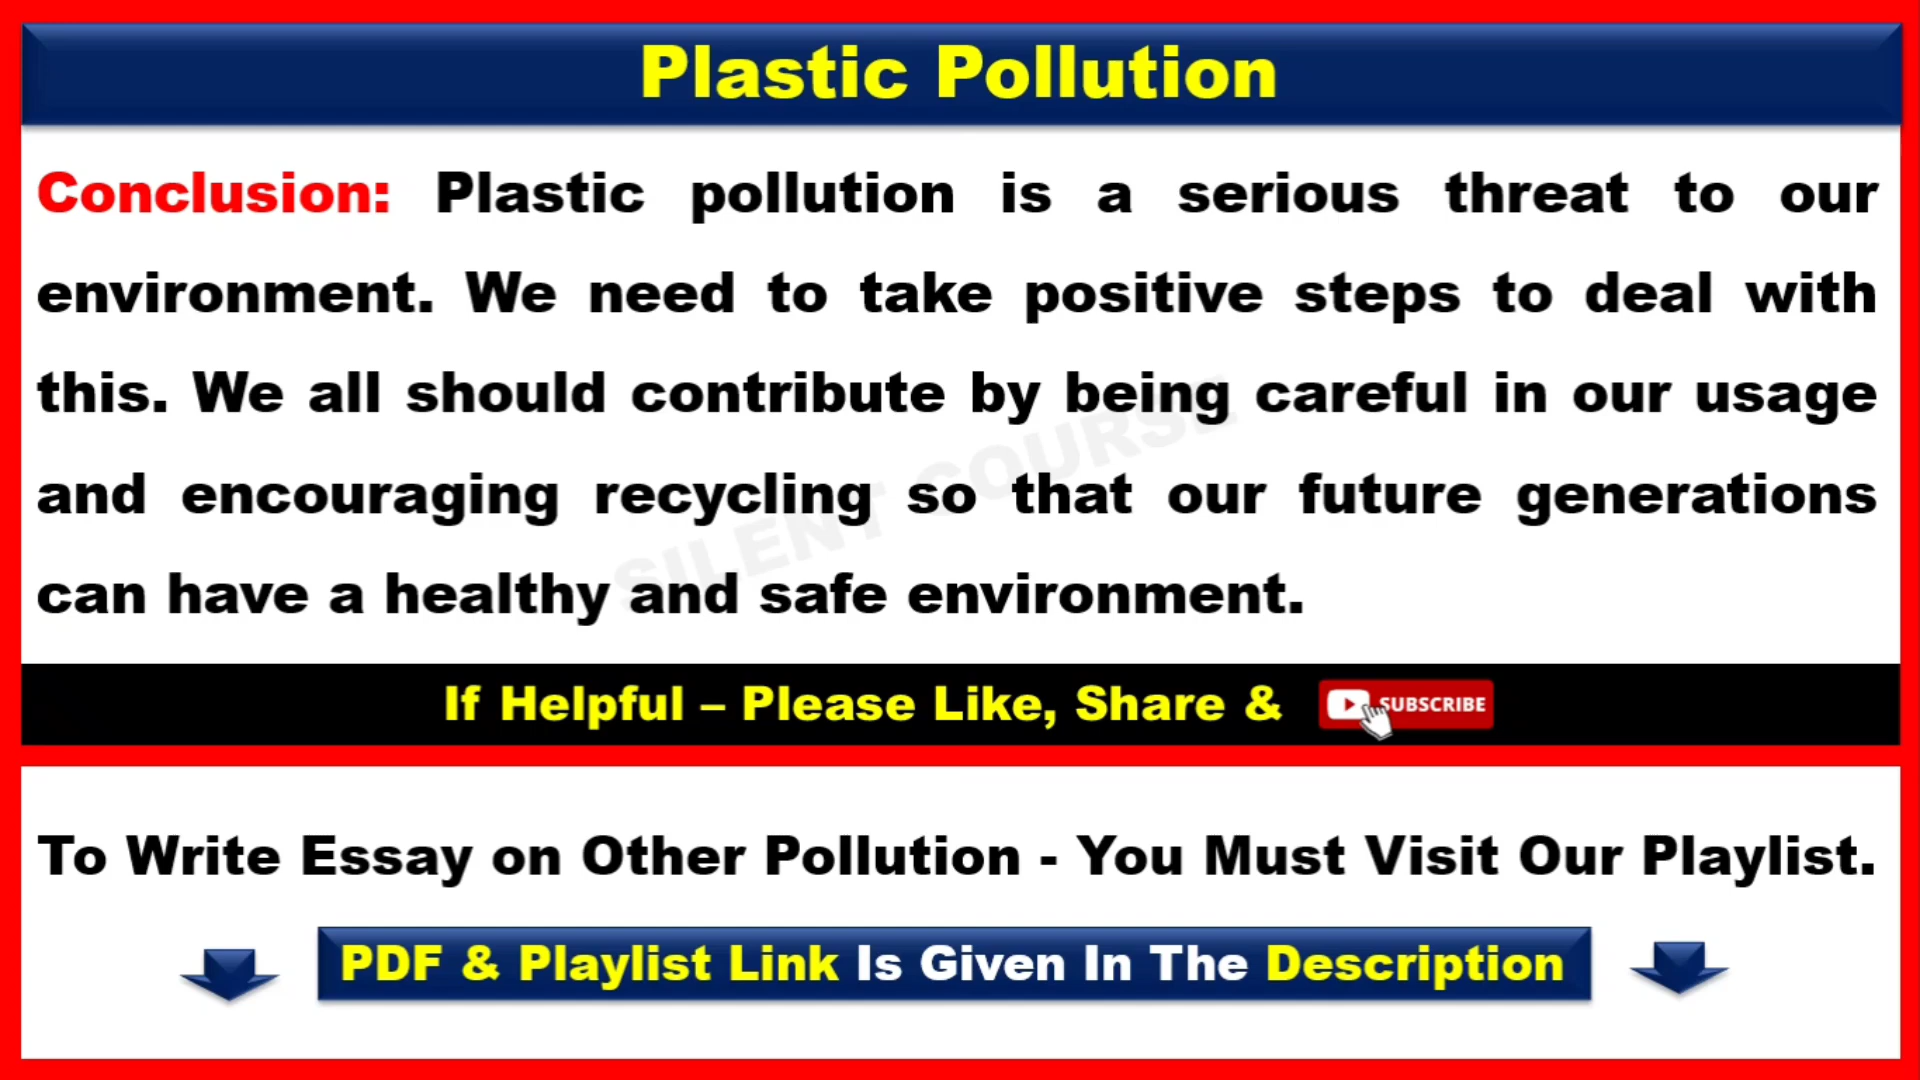 Plastic Pollution
Conclusion: Plastic pollution is a serious threat to our
environment. We need to take positive steps to deal with
this. We all should contribute by being careful in our usage
and encouraging recycling so that our future generations
can have a healthy and safe environment.
SILENT COURSE
If Helpful – Please Like, Share & SUBSCRIBE
To Write Essay on Other Pollution - You Must Visit Our Playlist.
PDF & Playlist Link Is Given In The Description